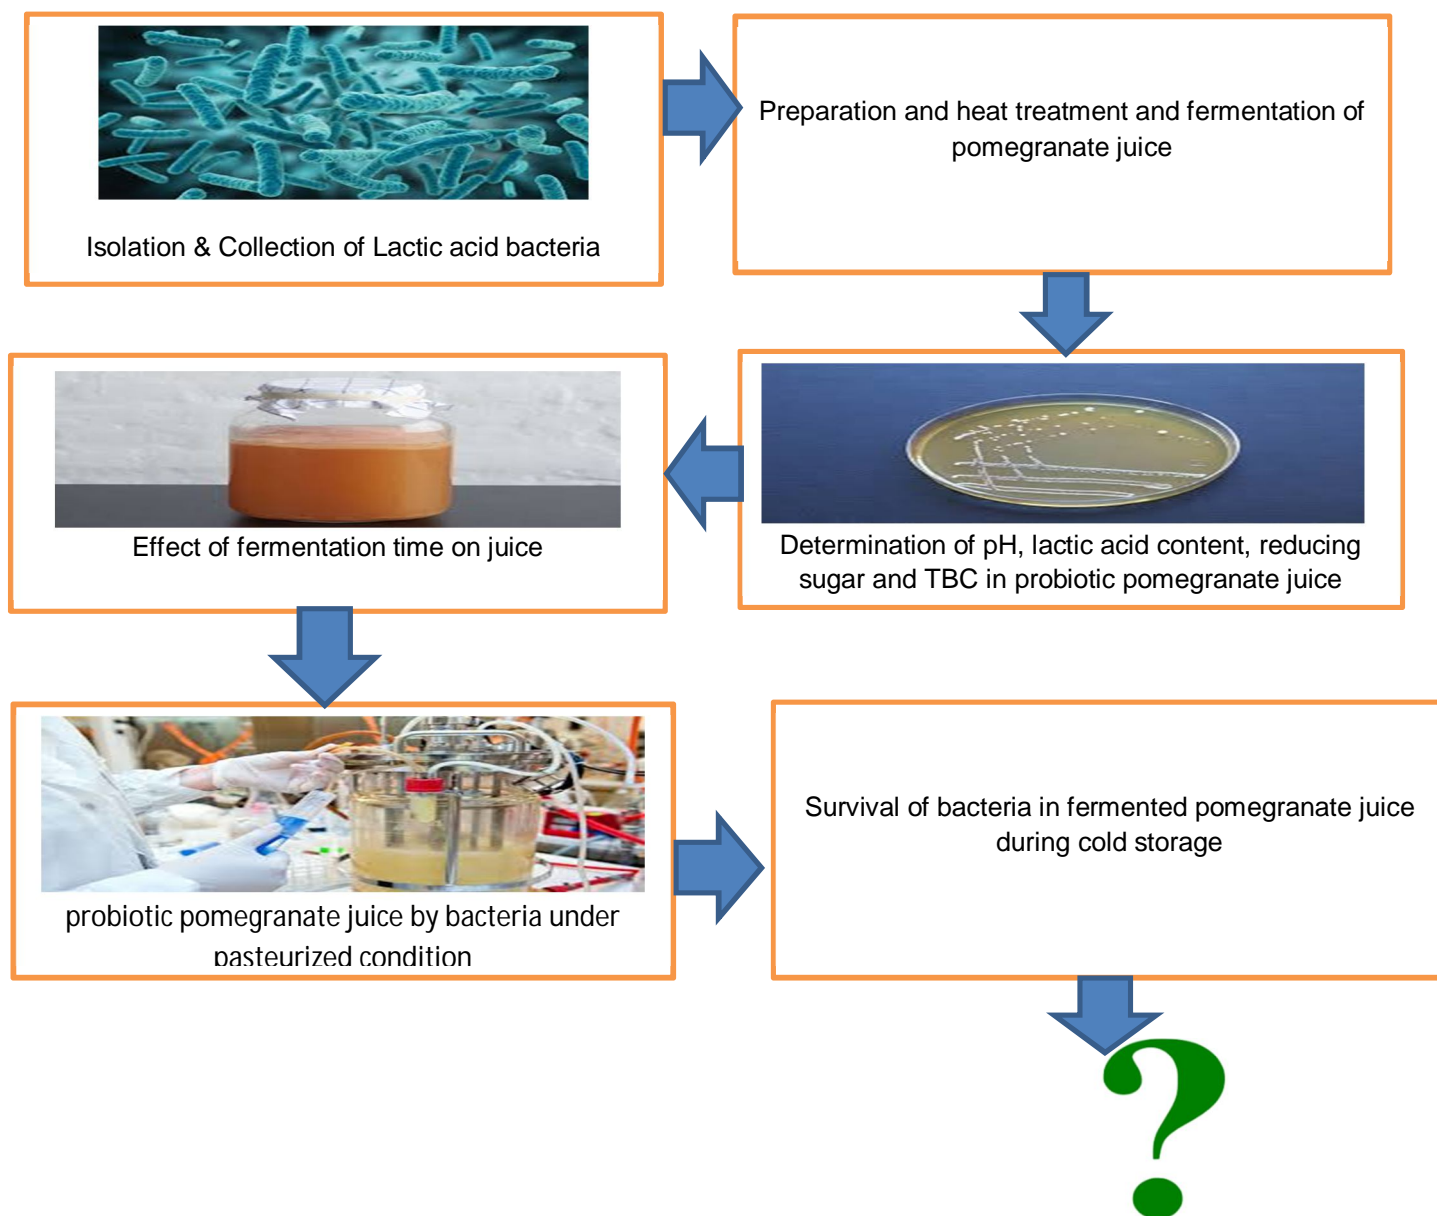 Isolation & Collection of Lactic acid bacteria
Preparation and heat treatment and fermentation of
pomegranate juice
Determination of pH, lactic acid content, reducing
sugar and TBC in probiotic pomegranate juice
Effect of fermentation time on juice
probiotic pomegranate juice by bacteria under
pasteurized condition
Survival of bacteria in fermented pomegranate juice
during cold storage
?